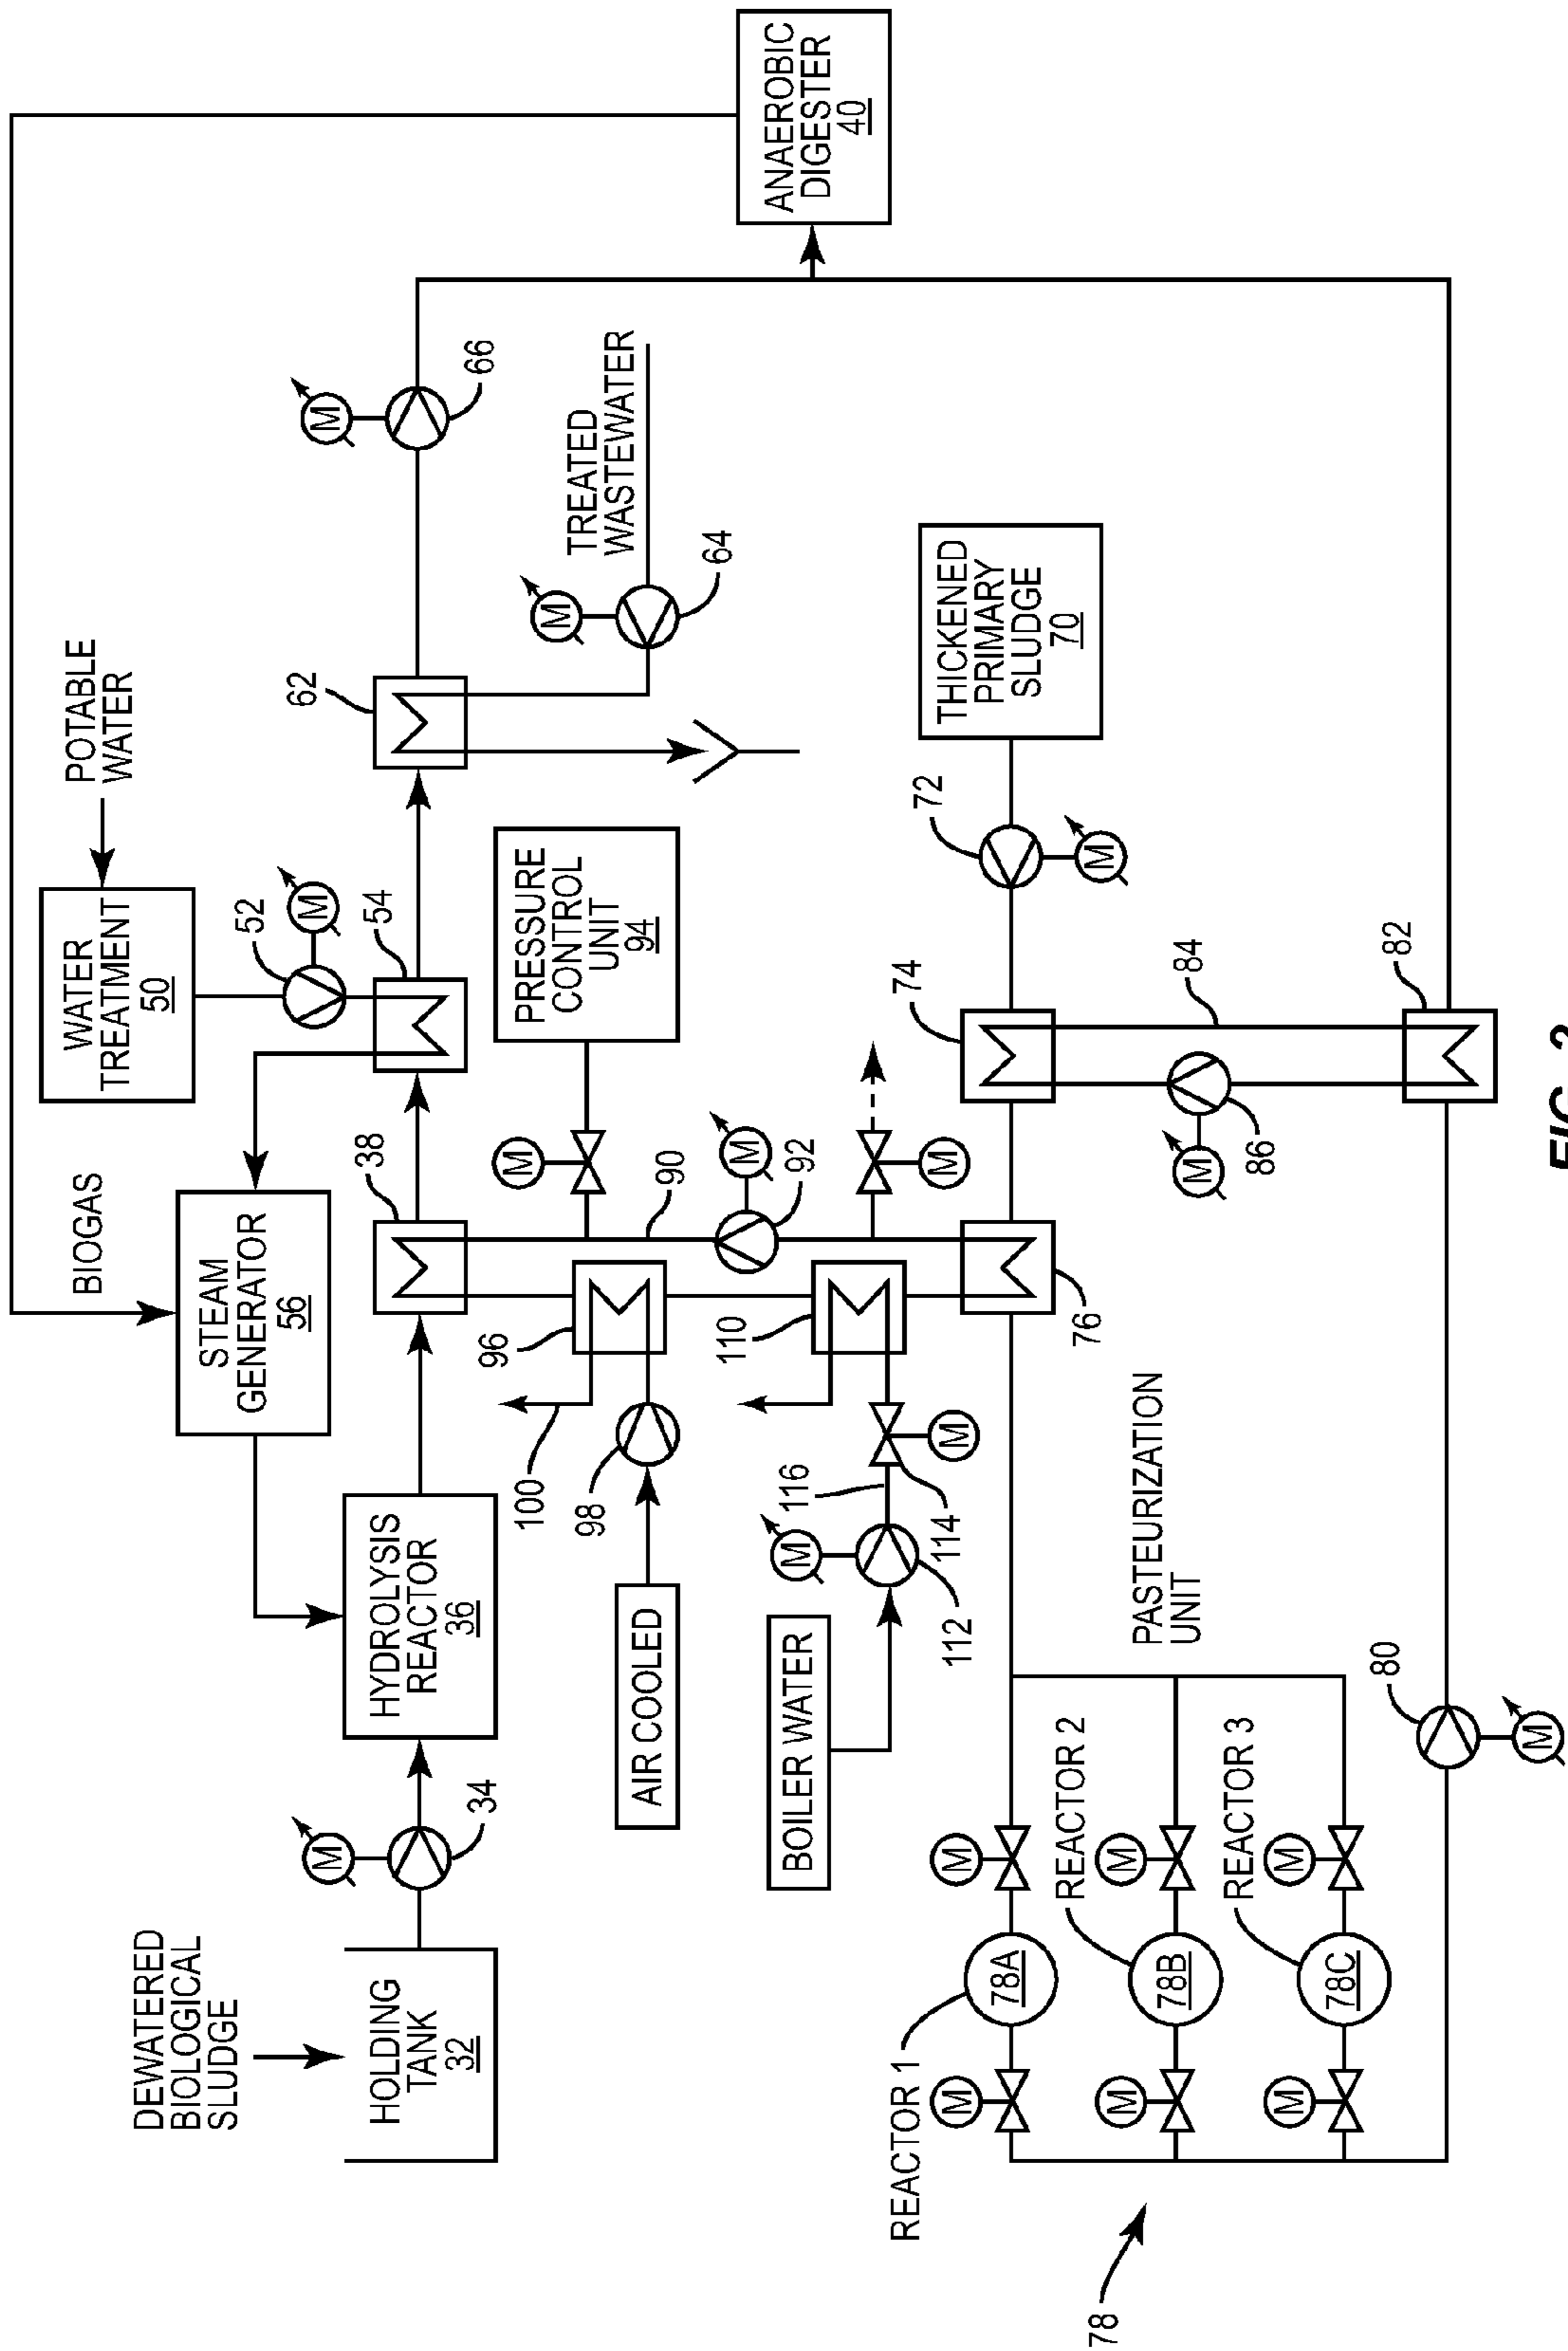 BIOGAS
POTABLE
WATER
WATER
TREATMENT
50
52
M
54
STEAM
GENERATOR
56
DEWATERED
BIOLOGICAL
SLUDGE
HOLDING
TANK
32
M
34
HYDROLYSIS
REACTOR
36
38
62
M
66
M
64
TREATED
WASTEWATER
ANAEROBIC
DIGESTER
40
100
96
98
AIR COOLED
M
90
PRESSURE
CONTROL
UNIT
94
M
92
110
BOILER WATER
M
112
116
114
M
M
76
74
72
M
THICKENED
PRIMARY
SLUDGE
70
84
M
86
82
PASTEURIZATION
UNIT
REACTOR 1
M
78A
M
REACTOR 2
M
78B
M
REACTOR 3
M
78C
M
78
80
M
FIG.